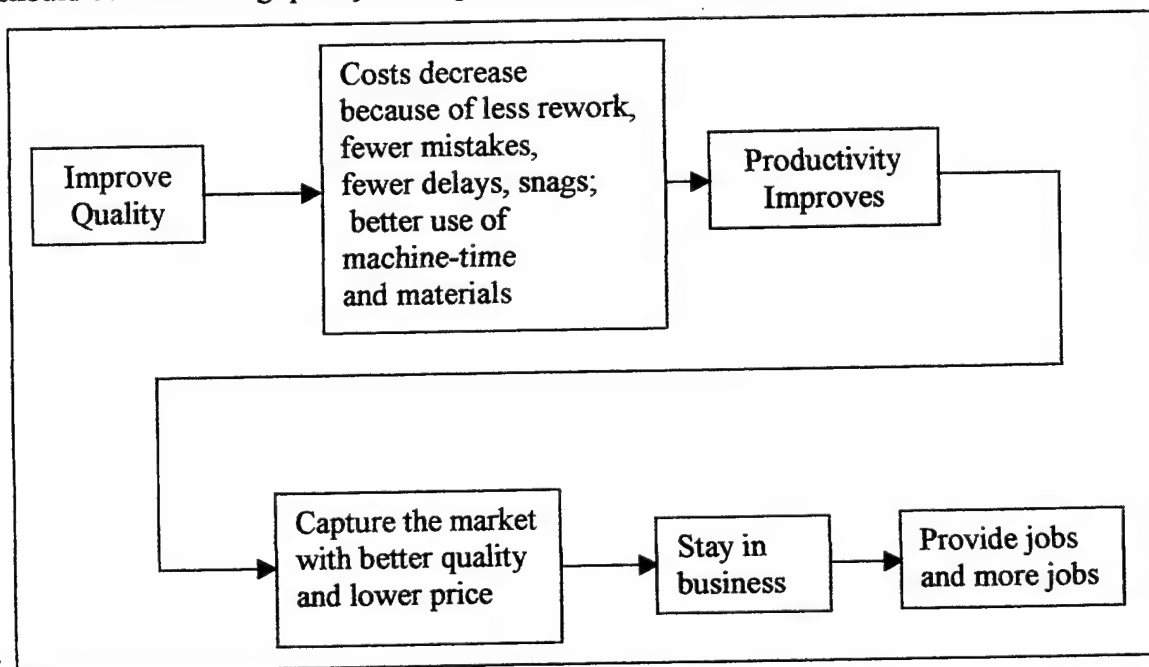 Improve
Quality
Costs decrease
because of less rework,
fewer mistakes,
fewer delays, snags;
better use of
machine-time
and materials
Productivity
Improves
Capture the market
with better quality
and lower price
Stay in
business
Provide jobs
and more jobs